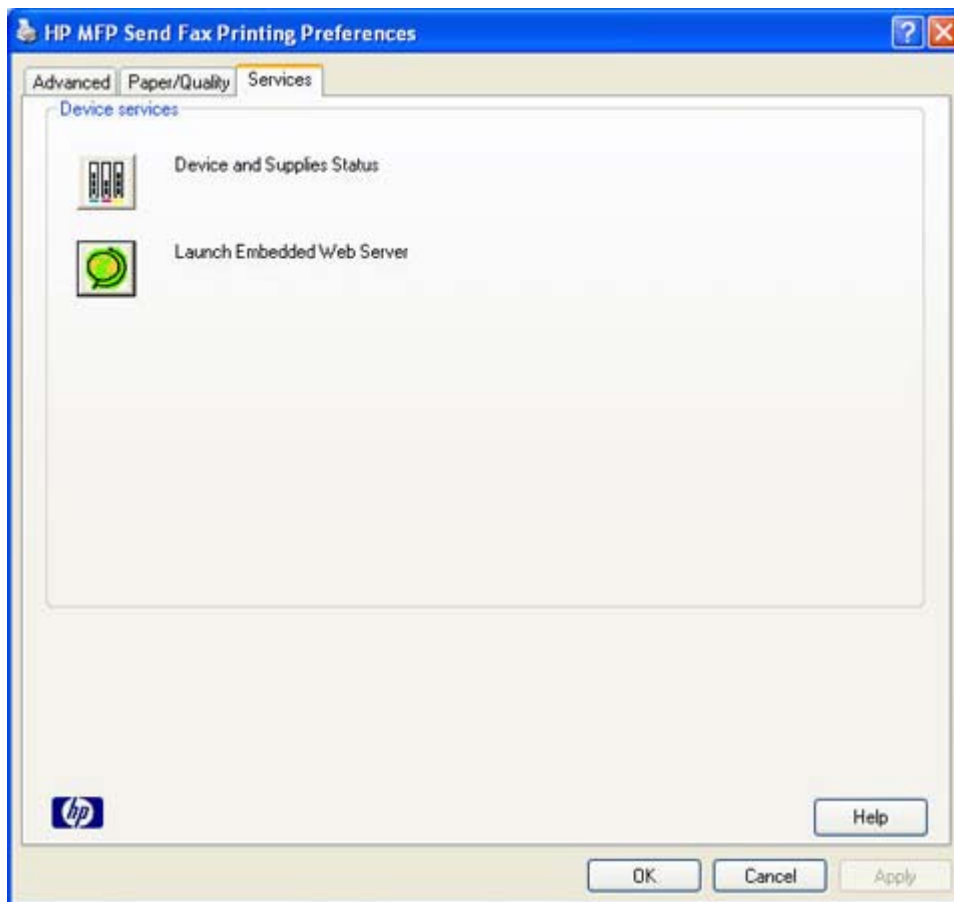 HP MFP Send Fax Printing Preferences
Advanced Paper/Quality Services
Device services
Device and Supplies Status
Launch Embedded Web Server
hp
Help
OK Cancel Apply